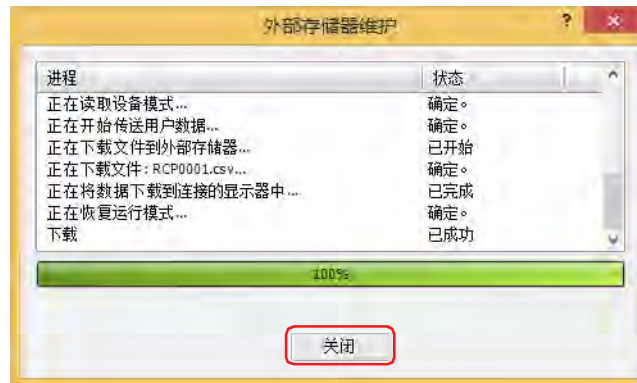 外部存储器维护
?
进程 状态
正在读取设备模式... 确定。
正在开始传送用户数据... 确定。
正在下载文件到外部存储器... 已开始
正在下载文件: RCP0001.csv... 确定。
正在将数据下载到连接的显示器中... 已完成
正在恢复运行模式... 确定。
下载 已成功
100%
关闭